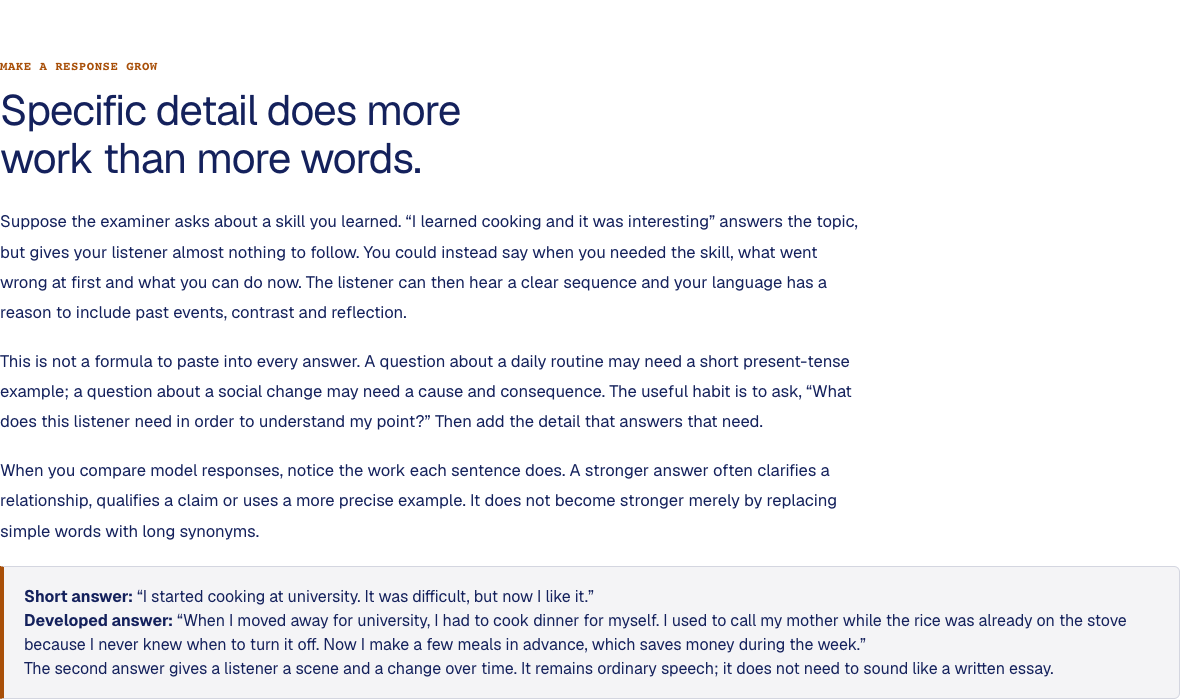 MAKE A RESPONSE GROW
Specific detail does more
work than more words.
Suppose the examiner asks about a skill you learned. “I learned cooking and it was interesting” answers the topic,
but gives your listener almost nothing to follow. You could instead say when you needed the skill, what went
wrong at first and what you can do now. The listener can then hear a clear sequence and your language has a
reason to include past events, contrast and reflection.
This is not a formula to paste into every answer. A question about a daily routine may need a short present-tense
example; a question about a social change may need a cause and consequence. The useful habit is to ask, “What
does this listener need in order to understand my point?” Then add the detail that answers that need.
When you compare model responses, notice the work each sentence does. A stronger answer often clarifies a
relationship, qualifies a claim or uses a more precise example. It does not become stronger merely by replacing
simple words with long synonyms.
Short answer: “I started cooking at university. It was difficult, but now I like it.”
Developed answer: “When I moved away for university, I had to cook dinner for myself. I used to call my mother while the rice was already on the stove
because I never knew when to turn it off. Now I make a few meals in advance, which saves money during the week.”
The second answer gives a listener a scene and a change over time. It remains ordinary speech; it does not need to sound like a written essay.